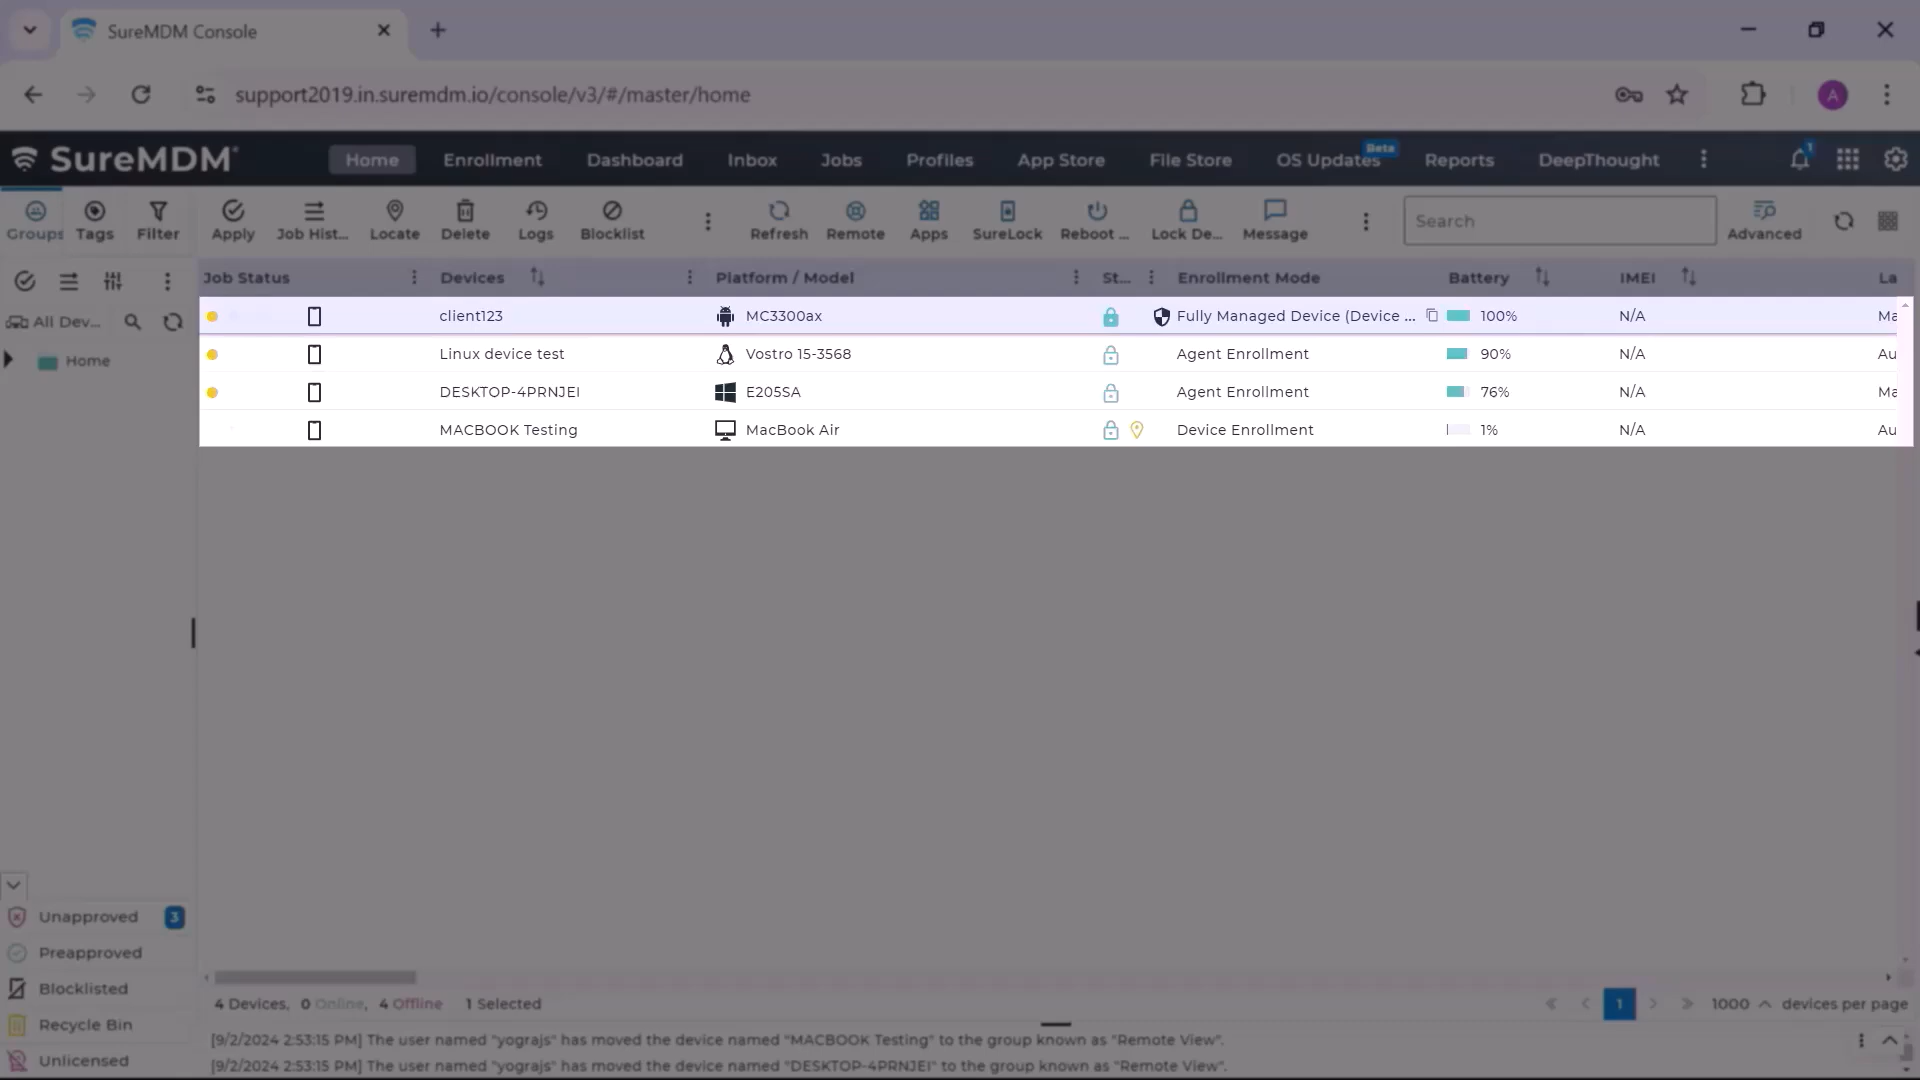 SureMDM Console
support2019.in.suremdm.io/console/v3/#/master/home
A
SureMDM Home Enrollment Dashboard Inbox Jobs Profiles App Store File Store OS Updates Beta Reports DeepThought 1
Groups Tags Filter Apply Job Hist... Locate Delete Logs Blocklist Refresh Remote Apps SureLock Reboot ... Lock De... Message Search Advanced
Job Status Devices Platform / Model St... Enrollment Mode Battery IMEI La
client123 MC3300ax Fully Managed Device (Device ... 100% N/A Ma
All Dev...
Linux device test Vostro 15-3568 Agent Enrollment 90% N/A Au
Home
DESKTOP-4PRNJEI E205SA Agent Enrollment 76% N/A Ma
MACBOOK Testing MacBook Air Device Enrollment 1% N/A Au
Unapproved 3
Preapproved
Blocklisted
Recycle Bin
Unlicensed
4 Devices, 0 Online, 4 Offline 1 Selected
1 1000 devices per page
[9/2/2024 2:53:15 PM] The user named "yograjs" has moved the device named "MACBOOK Testing" to the group known as "Remote View".
[9/2/2024 2:53:15 PM] The user named "yograjs" has moved the device named "DESKTOP-4PRNJEI" to the group known as "Remote View".